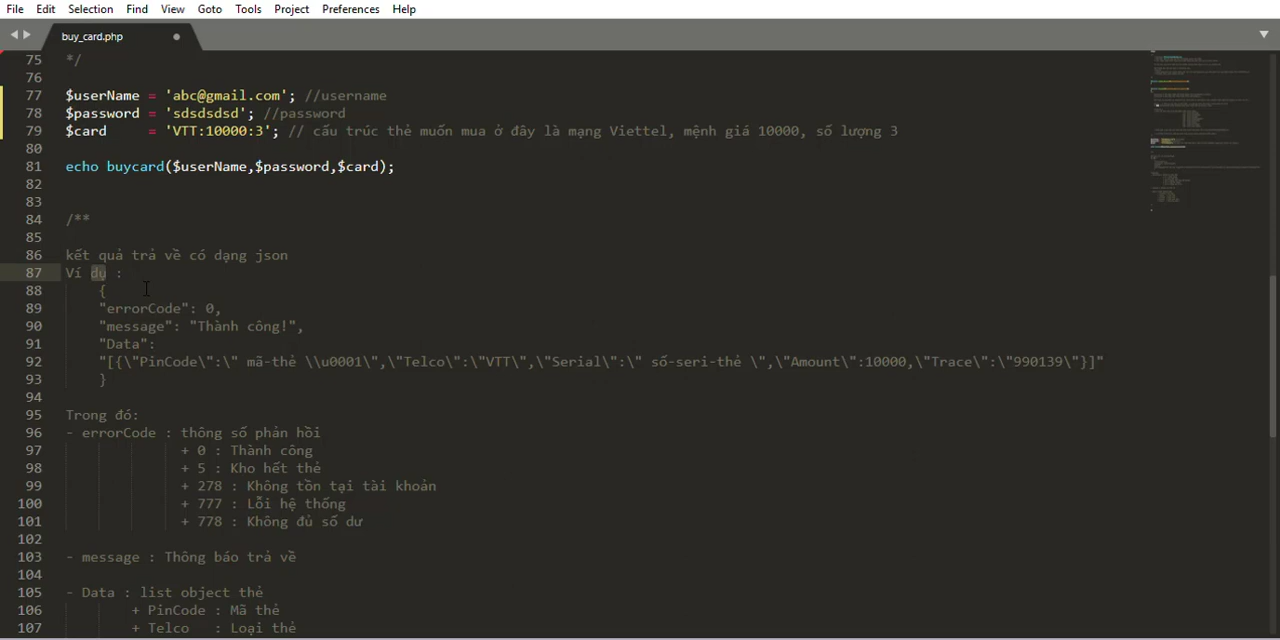 File Edit Selection Find View Goto Tools Project Preferences Help
buy_card.php
75 */
76
77 $userName = 'abc@gmail.com'; //username
78 $password = 'sdsdsdsd'; //password
79 $card     = 'VTT:10000:3'; // cấu trúc thẻ muốn mua ở đây là mạng Viettel, mệnh giá 10000, số lượng 3
80
81 echo buycard($userName,$password,$card);
82
83
84 /**
85
86 kết quả trả về có dạng json
87 Ví dụ :
88 {
89 "errorCode": 0,
90 "message": "Thành công!",
91 "Data":
92 "[{\"PinCode\":\" mã-thẻ \\u0001\",\"Telco\":\"VTT\",\"Serial\":\" số-seri-thẻ \",\"Amount\":10000,\"Trace\":\"990139\"}]"
93 }
94
95 Trong đó:
96 - errorCode : thông số phản hồi
97 + 0 : Thành công
98 + 5 : Kho hết thẻ
99 + 278 : Không tồn tại tài khoản
100 + 777 : Lỗi hệ thống
101 + 778 : Không đủ số dư
102
103 - message : Thông báo trả về
104
105 - Data : list object thẻ
106 + PinCode : Mã thẻ
107 + Telco   : Loại thẻ